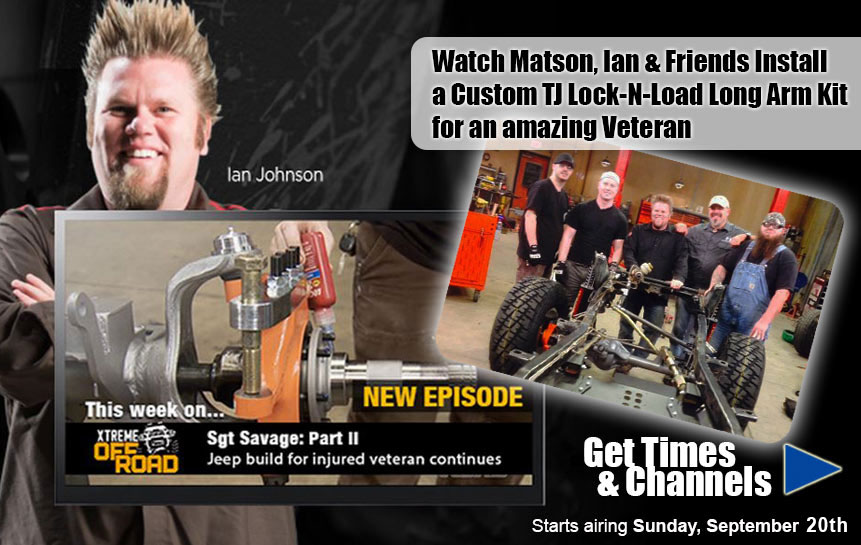 Watch Matson, Ian & Friends Install
a Custom TJ Lock-N-Load Long Arm Kit
for an amazing Veteran
Ian Johnson
NEW EPISODE
This week on...
XTREME
OFF
ROAD
Sgt Savage: Part II
Jeep build for injured veteran continues
Get Times
& Channels
Starts airing Sunday, September 20th